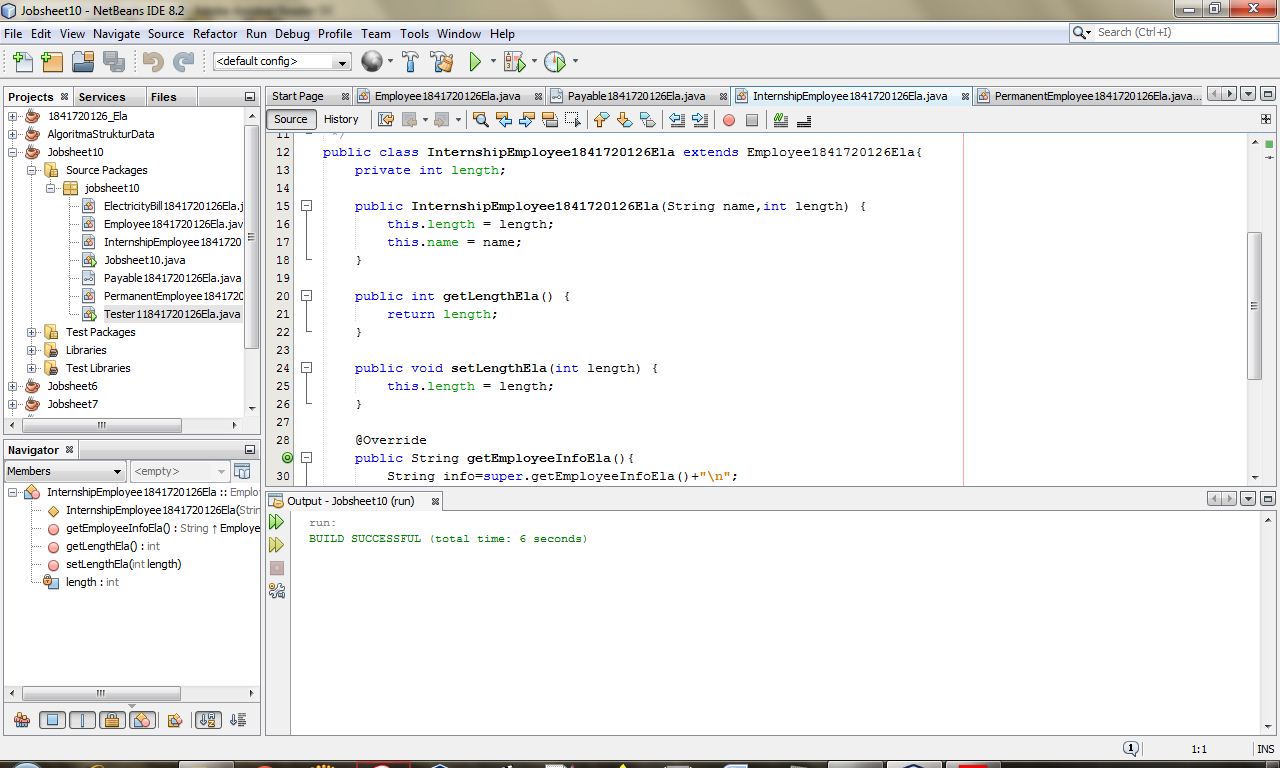 Jobsheet10 - NetBeans IDE 8.2
File Edit View Navigate Source Refactor Run Debug Profile Team Tools Window Help
Search (Ctrl+I)
<default config>
Projects Services Files
1841720126_Ela
AlgoritmaStrukturData
Jobsheet10
Source Packages
jobsheet10
ElectricityBill1841720126Ela.j
Employee1841720126Ela.jav
InternshipEmployee1841720
Jobsheet10.java
Payable1841720126Ela.java
PermanentEmployee184172(
Tester11841720126Ela.java
Test Packages
Libraries
Test Libraries
Jobsheet6
Jobsheet7
Navigator
Members
<empty>
InternshipEmployee1841720126Ela :: Emplo
InternshipEmployee1841720126Ela(Strin
getEmployeeInfoEla() : String ↑ Employee
getLengthEla() : int
setLengthEla(int length)
length : int
Start Page Employee1841720126Ela.java Payable1841720126Ela.java InternshipEmployee1841720126Ela.java PermanentEmployee1841720126Ela.java...
Source History
11 */
12 public class InternshipEmployee1841720126Ela extends Employee1841720126Ela{
13 private int length;
14
15 public InternshipEmployee1841720126Ela(String name,int length) {
16 this.length = length;
17 this.name = name;
18 }
19
20 public int getLengthEla() {
21 return length;
22 }
23
24 public void setLengthEla(int length) {
25 this.length = length;
26 }
27
28 @Override
public String getEmployeeInfoEla(){
30 String info=super.getEmployeeInfoEla()+"\n";
Output - Jobsheet10 (run)
run:
BUILD SUCCESSFUL (total time: 6 seconds)
1
1:1
INS